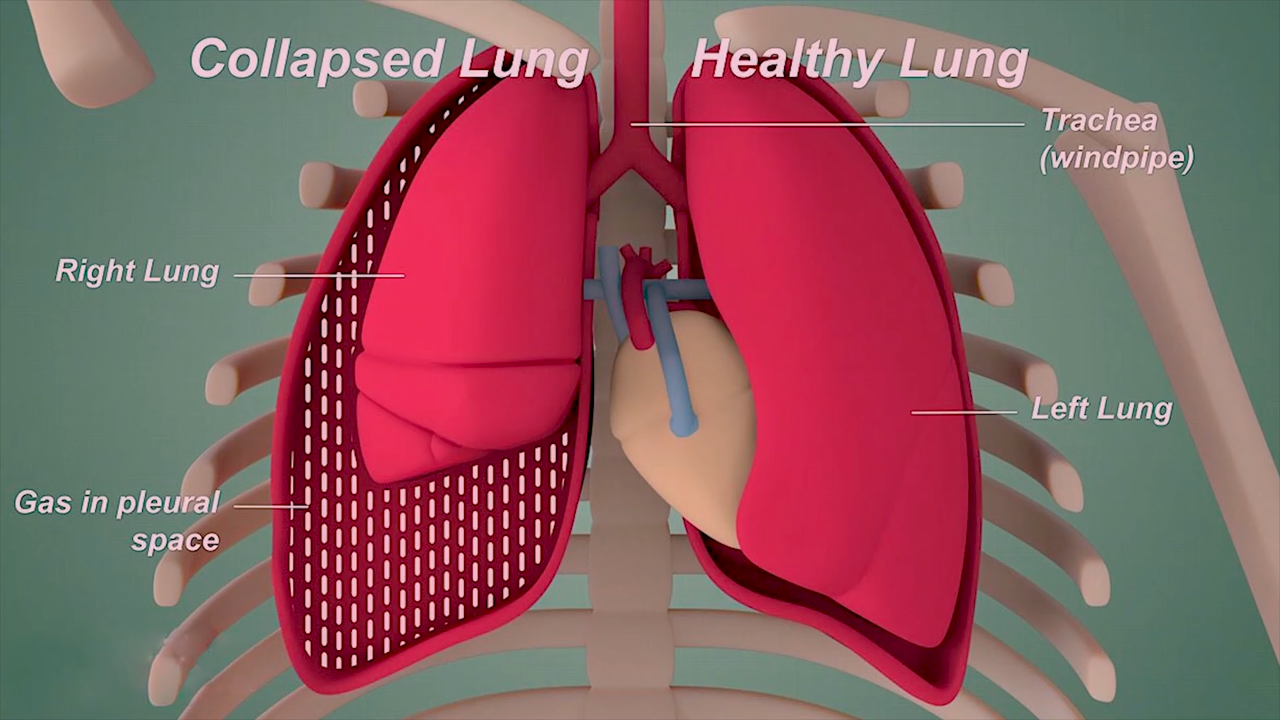 Collapsed Lung
Healthy Lung
Trachea
(windpipe)
Right Lung
Left Lung
Gas in pleural
space